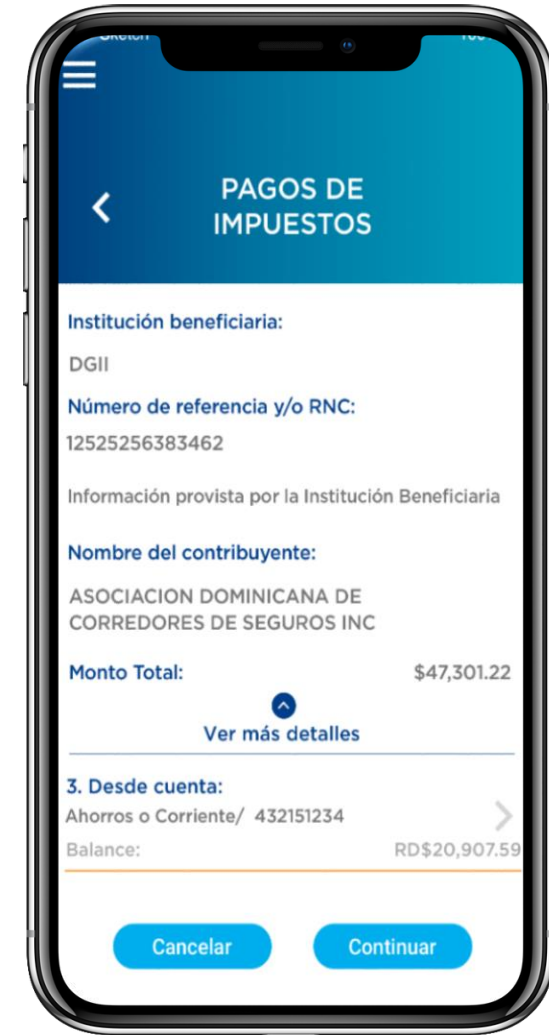 Sketch
PAGOS DE
IMPUESTOS
Institución beneficiaria:
DGII
Número de referencia y/o RNC:
12525256383462
Información provista por la Institución Beneficiaria
Nombre del contribuyente:
ASOCIACION DOMINICANA DE
CORREDORES DE SEGUROS INC
Monto Total: $47,301.22
Ver más detalles
3. Desde cuenta:
Ahorros o Corriente/ 432151234
Balance: RD$20,907.59
Cancelar Continuar